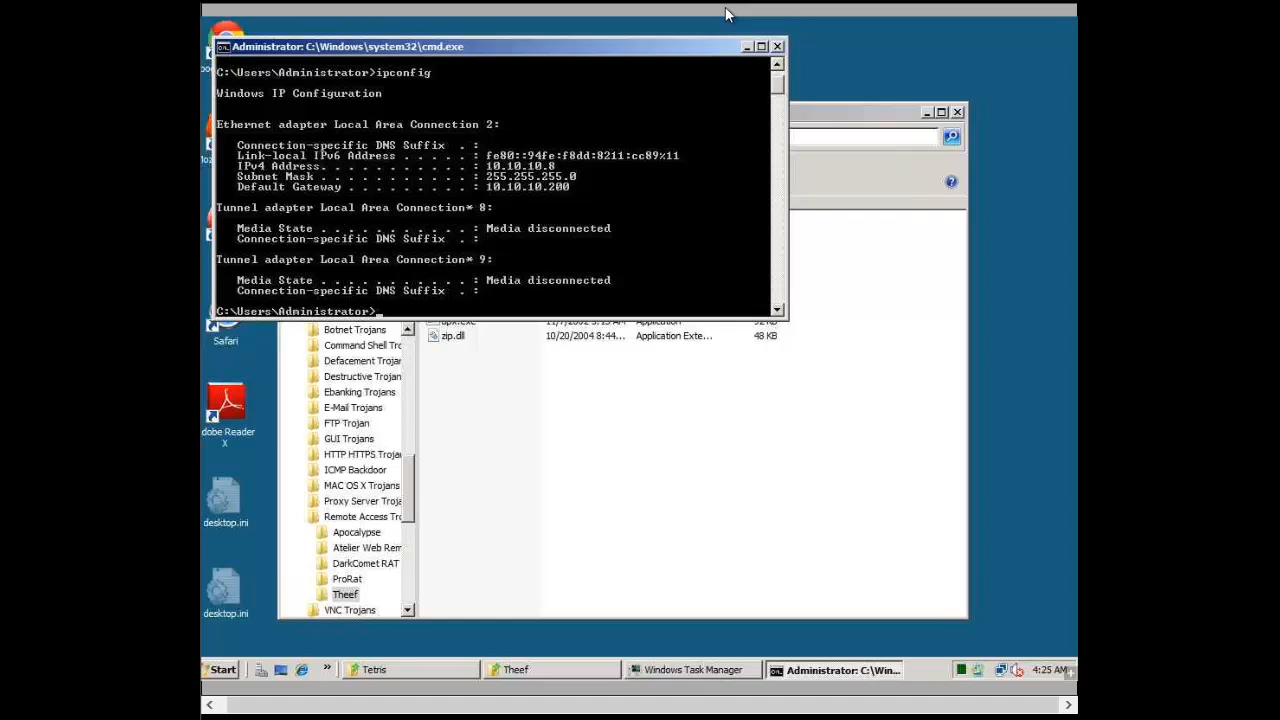 Administrator: C:\Windows\system32\cmd.exe
C:\Users\Administrator>ipconfig
Windows IP Configuration
Ethernet adapter Local Area Connection 2:
Connection-specific DNS Suffix . :
Link-local IPv6 Address . . . . . : fe80::94fe:f8dd:8211:cc89%11
IPv4 Address. . . . . . . . . . . : 10.10.10.8
Subnet Mask . . . . . . . . . . . : 255.255.255.0
Default Gateway . . . . . . . . . : 10.10.10.200
Tunnel adapter Local Area Connection* 8:
Media State . . . . . . . . . . . : Media disconnected
Connection-specific DNS Suffix . :
Tunnel adapter Local Area Connection* 9:
Media State . . . . . . . . . . . : Media disconnected
Connection-specific DNS Suffix . :
C:\Users\Administrator>_
zip.dll 10/20/2004 8:44... Application Exte... 48 KB
Botnet Trojans
Command Shell Tro
Defacement Trojan
Destructive Trojan
Ebanking Trojans
E-Mail Trojans
FTP Trojan
GUI Trojans
HTTP HTTPS Troja
ICMP Backdoor
MAC OS X Trojans
Proxy Server Troja
Remote Access Tro
Apocalypse
Atelier Web Rem
DarkComet RAT
ProRat
Theef
VNC Trojans
Safari
dobe Reader
X
desktop.ini
desktop.ini
Start
Tetris
Theef
Windows Task Manager
Administrator: C:\Win...
4:25 AM